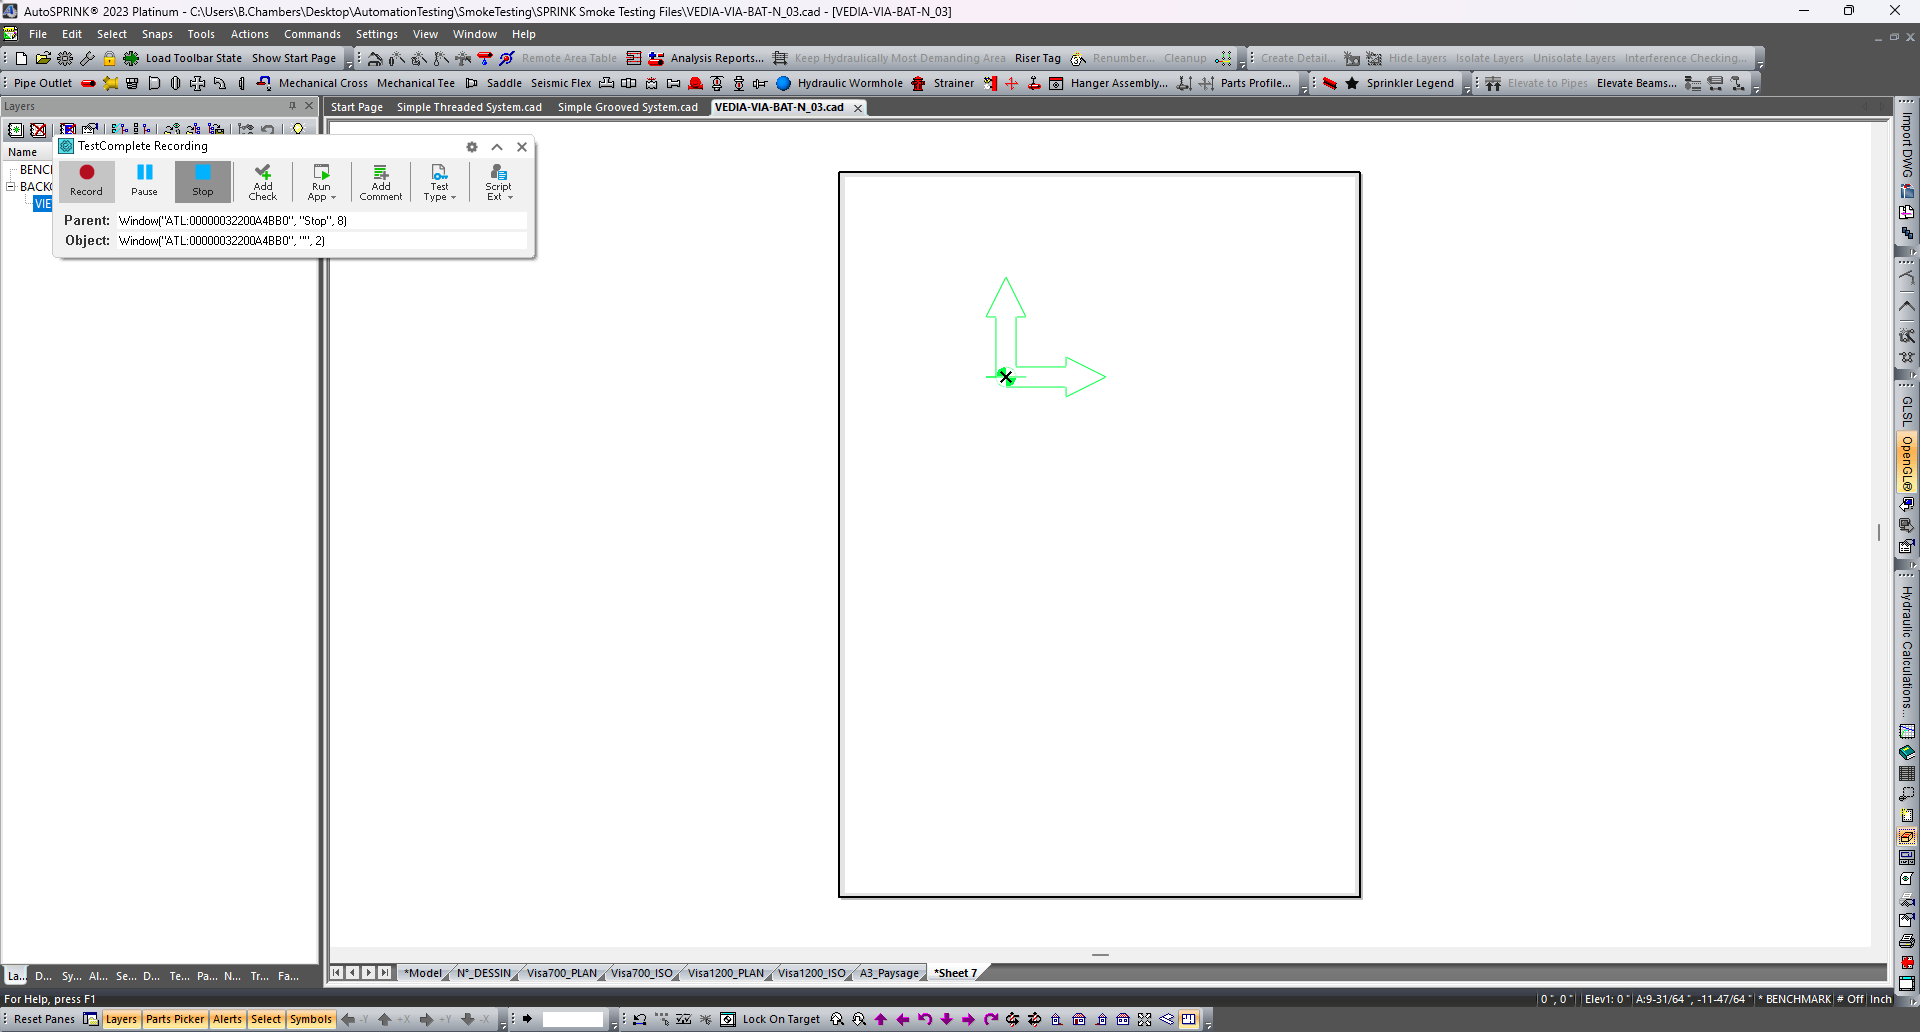 AutoSPRINK® 2023 Platinum - C:\Users\B.Chambers\Desktop\AutomationTesting\SmokeTesting\SPRINK Smoke Testing Files\VEDIA-VIA-BAT-N_03.cad - [VEDIA-VIA-BAT-N_03]
File Edit Select Snaps Tools Actions Commands Settings View Window Help
Load Toolbar State Show Start Page Remote Area Table Analysis Reports... Keep Hydraulically Most Demanding Area Riser Tag Renumber... Cleanup Create Detail... Hide Layers Isolate Layers Unisolate Layers Interference Checking...
Pipe Outlet Mechanical Cross Mechanical Tee Saddle Seismic Flex Hydraulic Wormhole Strainer Hanger Assembly... Parts Profile... Sprinkler Legend Elevate to Pipes Elevate Beams...
Layers
Start Page Simple Threaded System.cad Simple Grooved System.cad VEDIA-VIA-BAT-N_03.cad
Name
BENC
BACK
VIE
TestComplete Recording
Record Pause Stop Add Check Run App Add Comment Test Type Script Ext
Parent: Window("ATL:00000032200A4BB0", "Stop", 8)
Object: Window("ATL:00000032200A4BB0", "", 2)
Import DWG
GLSL
OpenGL®
Hydraulic Calculations...
La... D... Sy... Al... Se... D... Te... Pa... N... Tr... Fa...
*Model N°_DESSIN Visa700_PLAN Visa700_ISO Visa1200_PLAN Visa1200_ISO A3_Paysage *Sheet 7
For Help, press F1
0", 0" Elev1: 0" A:9-31/64", -11-47/64" * BENCHMARK # Off Inch
Reset Panes Layers Parts Picker Alerts Select Symbols -Y +X +Y -X Lock On Target